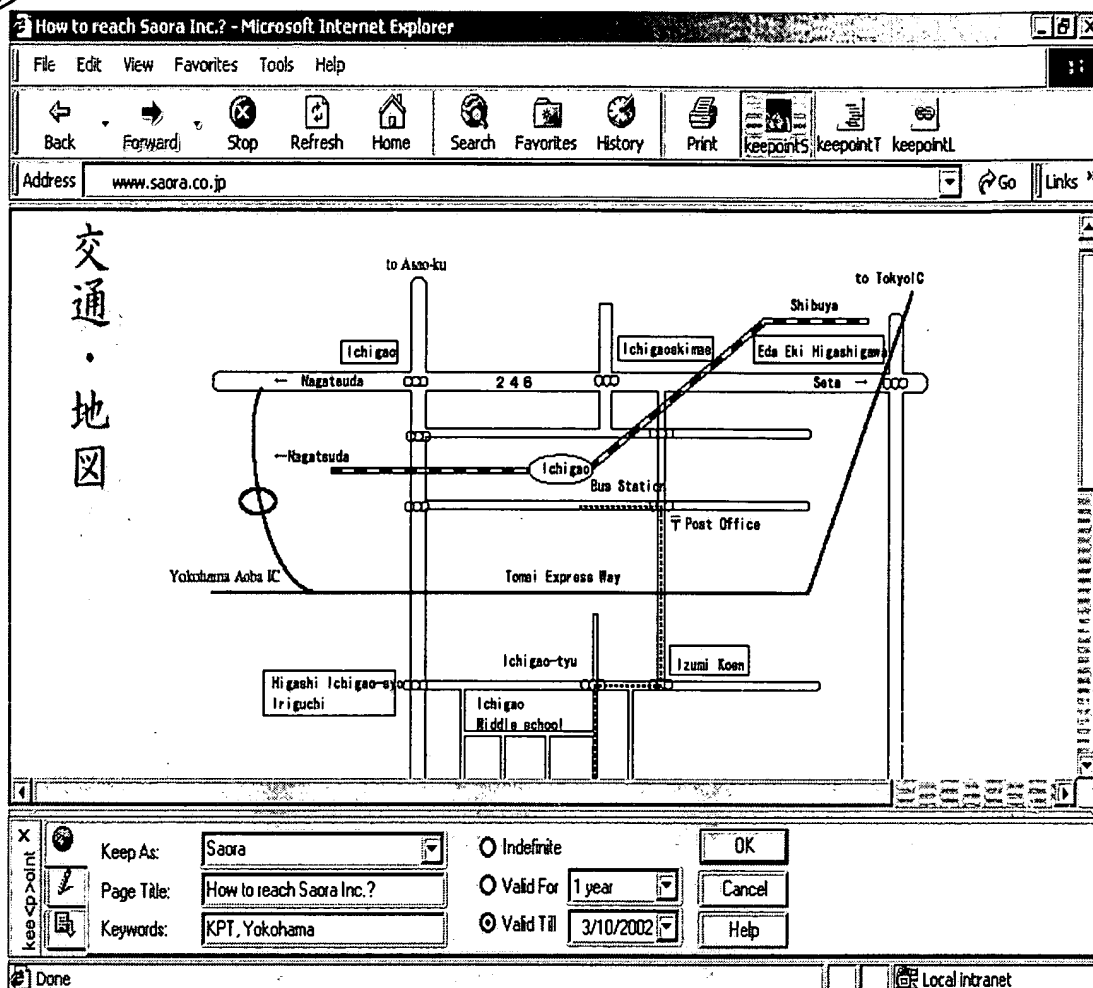 How to reach Saora Inc.? - Microsoft Internet Explorer
File Edit View Favorites Tools Help
Back Forward Stop Refresh Home Search Favorites History Print keepointS keepointT keepointL
Address www.saora.co.jp Go Links
交通・地図
to Asao-ku
to TokyoIC
Shibuya
Ichigao
Ichigaoekimae
Eda Eki Higashigawa
← Nagatsuda
246
Seta →
←Nagatsuda
Ichigao
Bus Station
〒Post Office
Yokohama Aoba IC
Tomei Express Way
Ichigao-tyu
Izumi Koen
Higashi Ichigao-syo
Iriguchi
Ichigao
Middle school
kee<p>oint
Keep As: Saora
Indefinite
OK
Page Title: How to reach Saora Inc.?
Valid For 1 year
Cancel
Keywords: KPT, Yokohama
Valid Till 3/10/2002
Help
Done
Local intranet